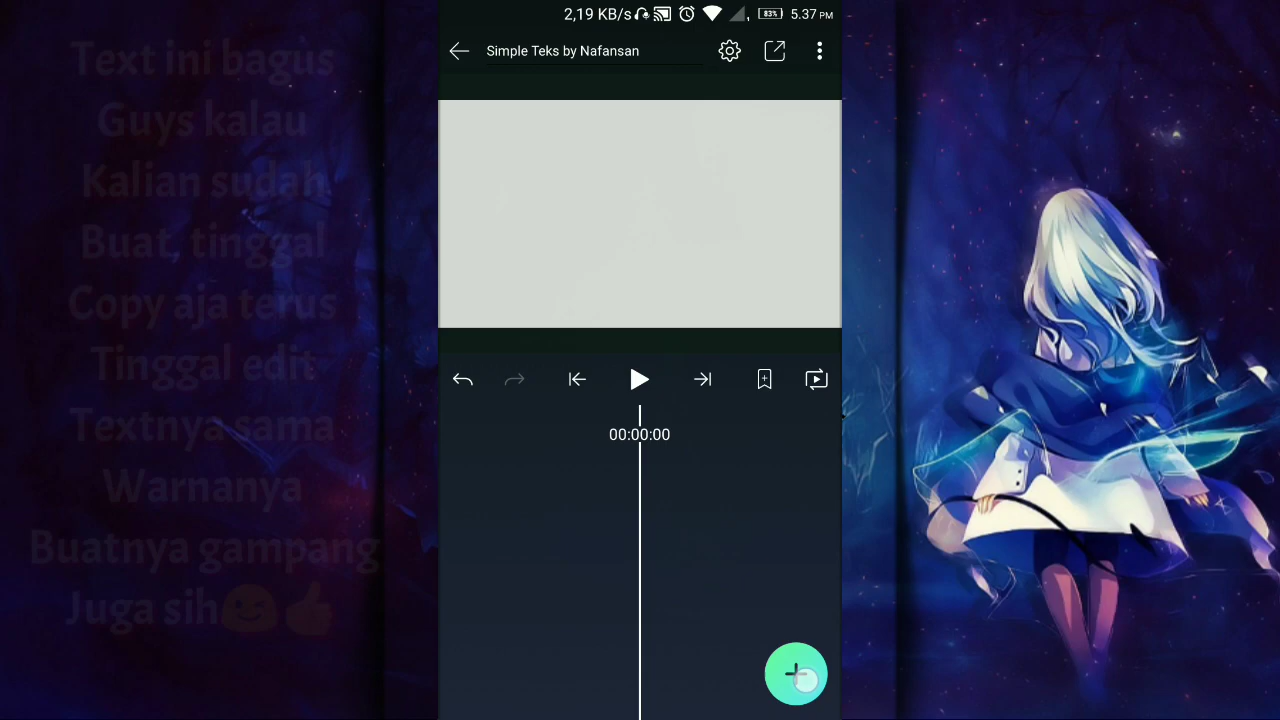 2,19 KB/s 83% 5.37 PM
Simple Teks by Nafansan
00:00:00
Text ini bagus
Guys kalau
Kalian sudah
Buat, tinggal
Copy aja terus
Tinggal edit
Textnya sama
Warnanya
Buatnya gampang
Juga sih😉👍